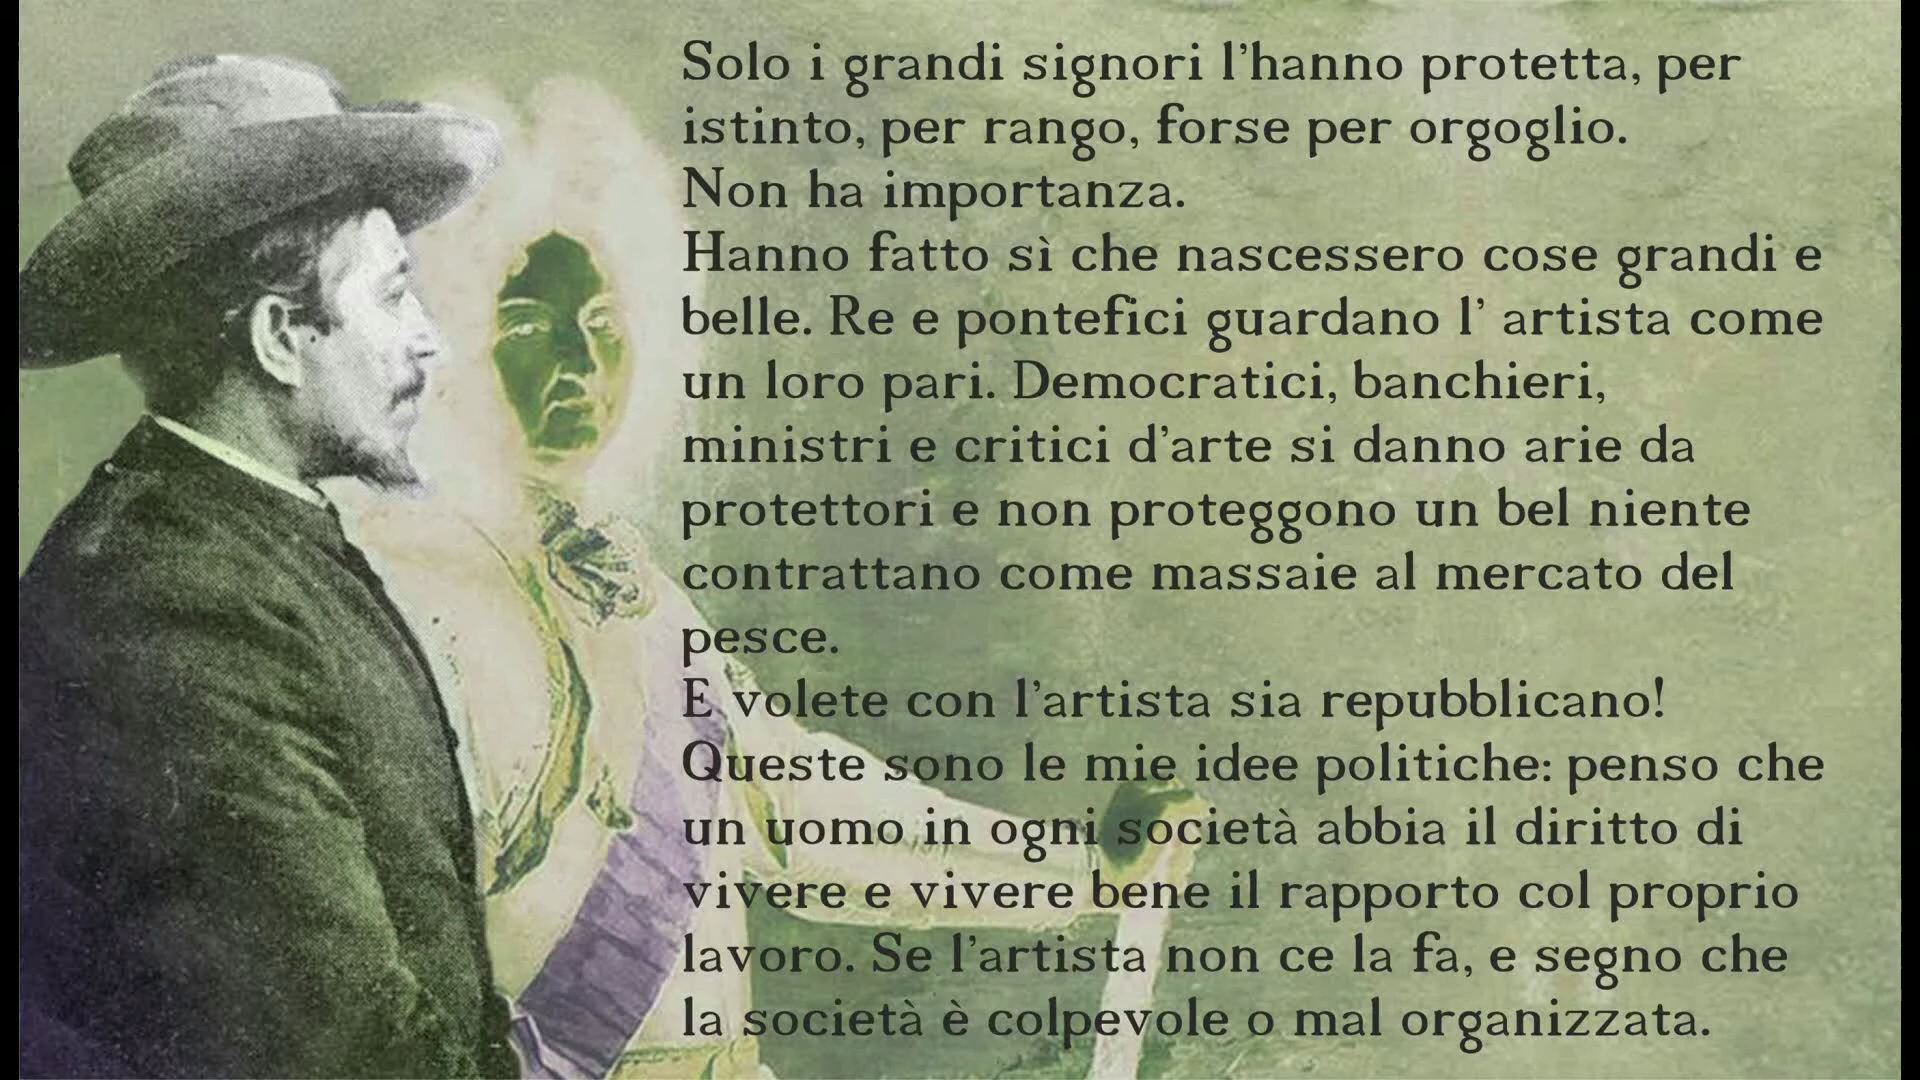 Solo i grandi signori l'hanno protetta, per
istinto, per rango, forse per orgoglio.
Non ha importanza.
Hanno fatto sì che nascessero cose grandi e
belle. Re e pontefici guardano l' artista come
un loro pari. Democratici, banchieri,
ministri e critici d'arte si danno arie da
protettori e non proteggono un bel niente
contrattano come massaie al mercato del
pesce.
E volete con l'artista sia repubblicano!
Queste sono le mie idee politiche: penso che
un uomo in ogni società abbia il diritto di
vivere e vivere bene il rapporto col proprio
lavoro. Se l'artista non ce la fa, e segno che
la società è colpevole o mal organizzata.